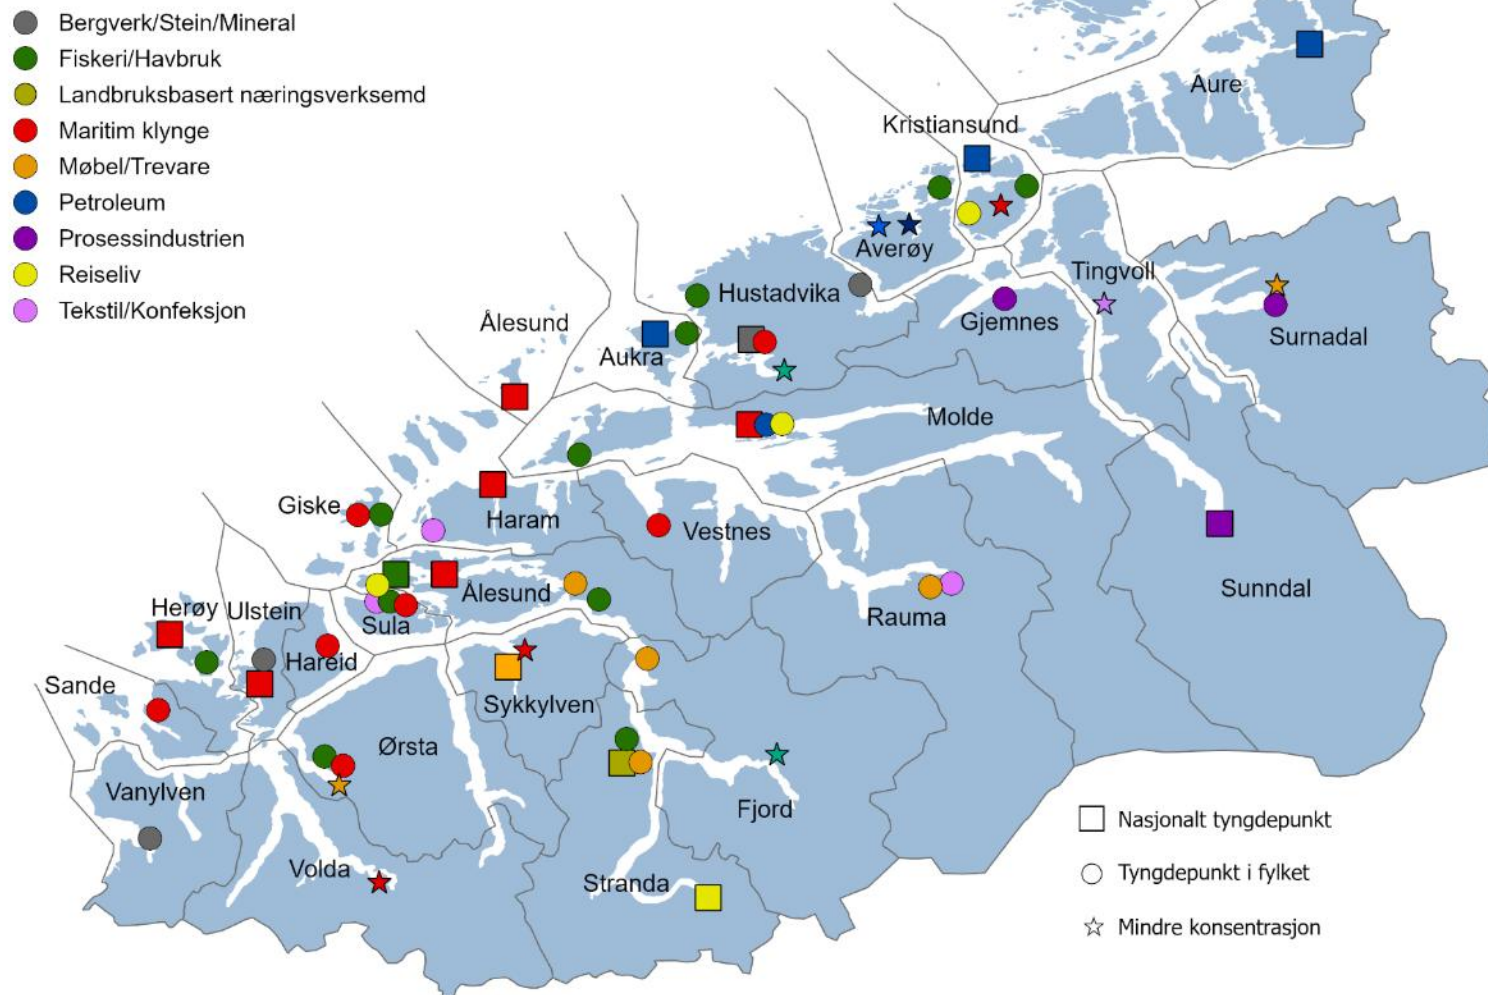 Bergverk/Stein/Mineral
Fiskeri/Havbruk
Landbruksbasert næringsverksemd
Maritim klynge
Møbel/Trevare
Petroleum
Prosessindustrien
Reiseliv
Tekstil/Konfeksjon
Aure
Kristiansund
Averøy
Tingvoll
Hustadvika
Gjemnes
Surnadal
Ålesund
Aukra
Molde
Giske
Haram
Vestnes
Sunndal
Ålesund
Rauma
Herøy
Ulstein
Sula
Hareid
Sande
Sykkylven
Ørsta
Vanylven
Fjord
Volda
Stranda
Nasjonalt tyngdepunkt
Tyngdepunkt i fylket
Mindre konsentrasjon